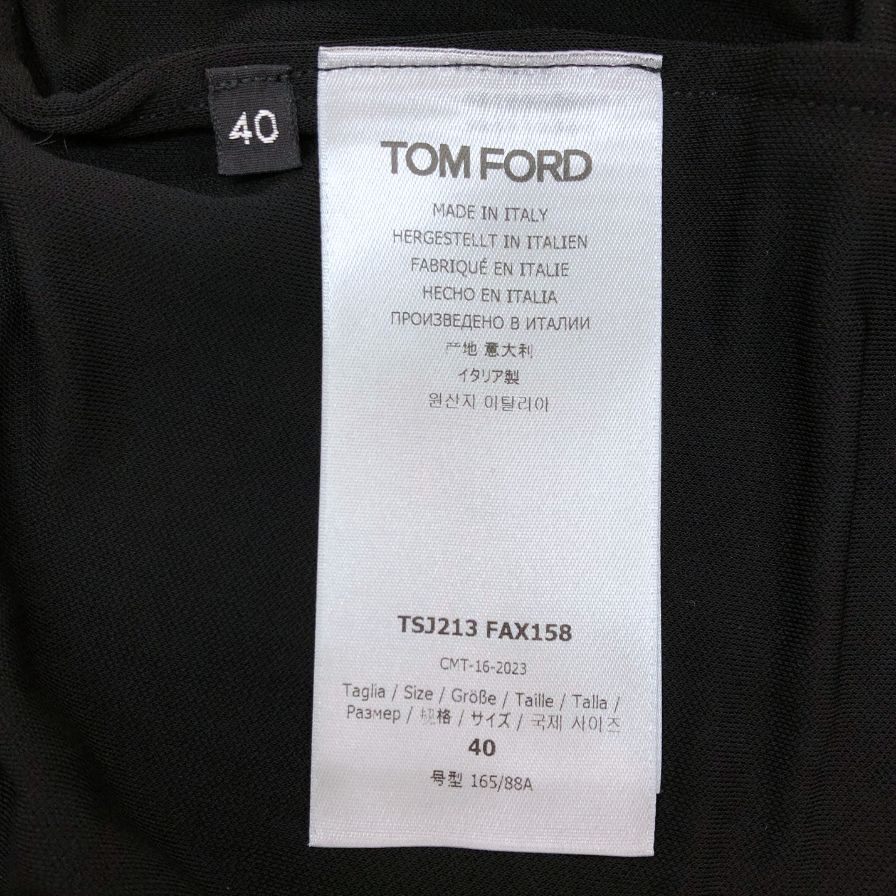 40
TOM FORD
MADE IN ITALY
HERGESTELLT IN ITALIEN
FABRIQUÉ EN ITALIE
HECHO EN ITALIA
ПРОИЗВЕДЕНО В ИТАЛИИ
产地 意大利
イタリア製
원산지 이탈리아
TSJ213 FAX158
CMT-16-2023
Taglia / Size / Größe / Taille / Talla /
Размер / 规格 / サイズ / 국제 사이즈
40
号型 165/88A